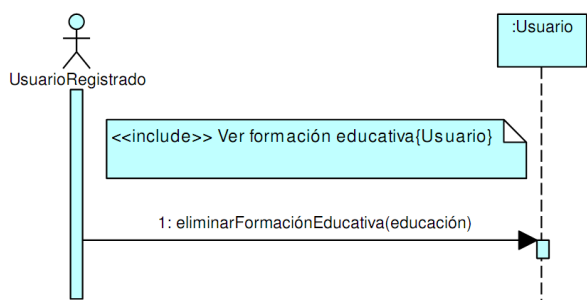 :Usuario
UsuarioRegistrado
<<include>> Ver formación educativa{Usuario}
1: eliminarFormaciónEducativa(educación)